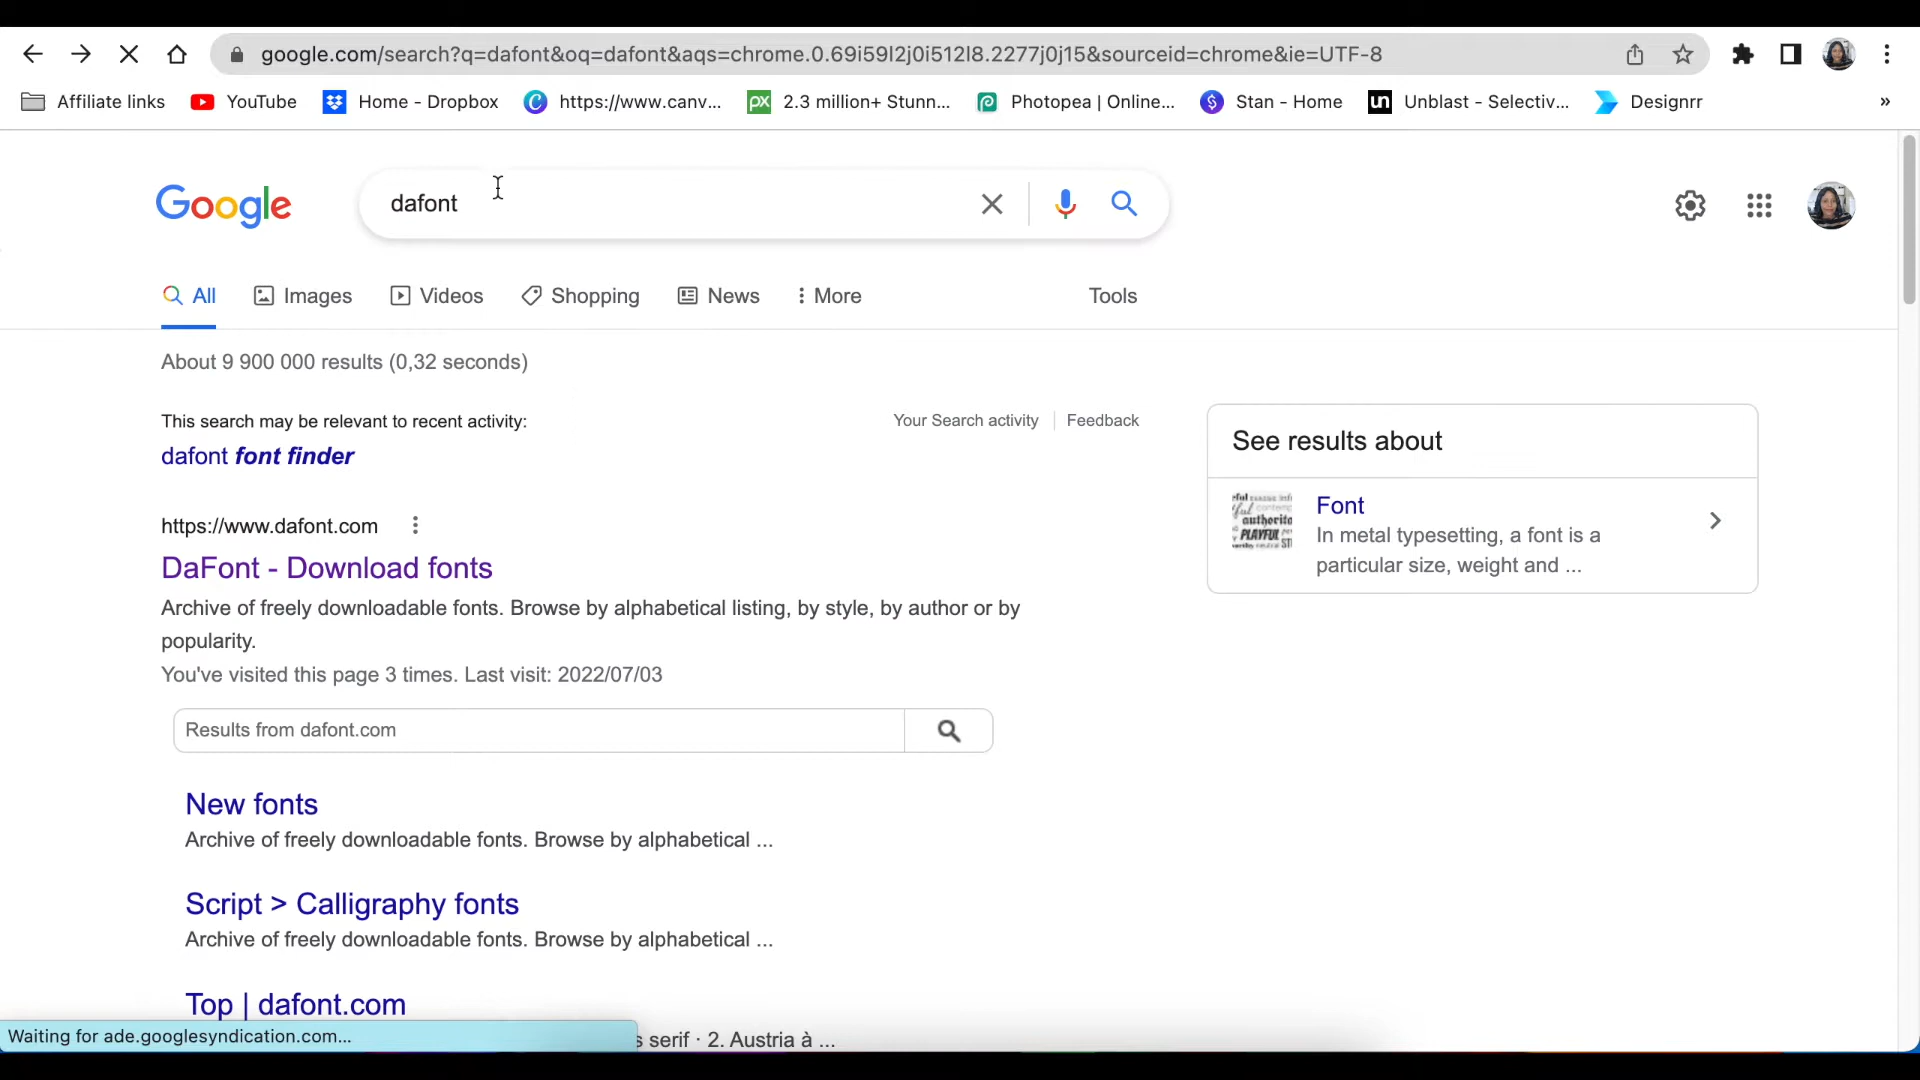 google.com/search?q=dafont&oq=dafont&aqs=chrome.0.69i59l2j0i512l8.2277j0j15&sourceid=chrome&ie=UTF-8
Affiliate links YouTube Home - Dropbox https://www.canv... 2.3 million+ Stunn... Photopea | Online... Stan - Home Unblast - Selectiv... Designrr »
Google dafont
All Images Videos Shopping News More Tools
About 9 900 000 results (0,32 seconds)
This search may be relevant to recent activity: Your Search activity Feedback
dafont font finder
See results about
Font
In metal typesetting, a font is a
particular size, weight and ...
https://www.dafont.com
DaFont - Download fonts
Archive of freely downloadable fonts. Browse by alphabetical listing, by style, by author or by
popularity.
You've visited this page 3 times. Last visit: 2022/07/03
Results from dafont.com
New fonts
Archive of freely downloadable fonts. Browse by alphabetical ...
Script > Calligraphy fonts
Archive of freely downloadable fonts. Browse by alphabetical ...
Top | dafont.com
serif · 2. Austria à ...
Waiting for ade.googlesyndication.com...